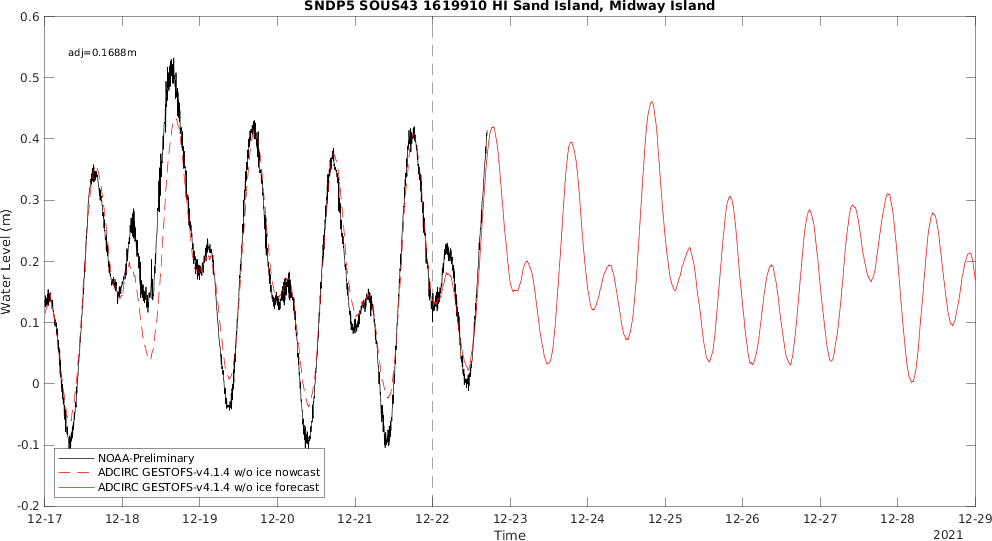 SNDP5 SOUS43 1619910 HI Sand Island, Midway Island
adj=0.1688m
0.6
0.5
0.4
0.3
0.2
0.1
0
-0.1
-0.2
Water Level (m)
NOAA-Preliminary
ADCIRC GESTOFS-v4.1.4 w/o ice nowcast
ADCIRC GESTOFS-v4.1.4 w/o ice forecast
12-17 12-18 12-19 12-20 12-21 12-22 12-23 12-24 12-25 12-26 12-27 12-28 12-29
Time
2021